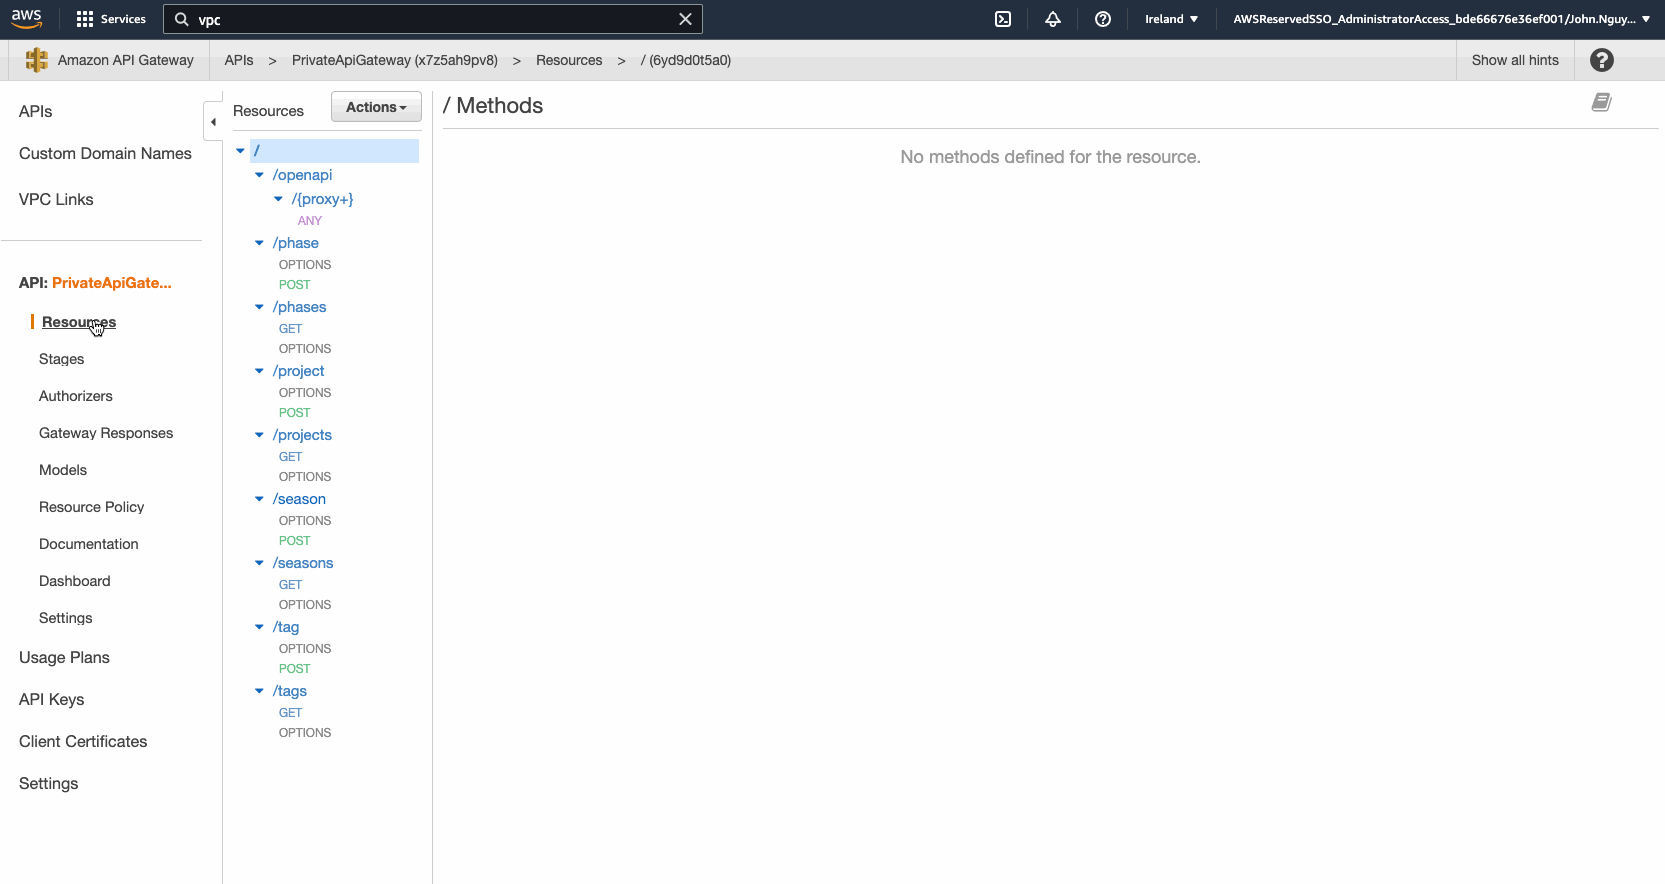 aws Services vpc Ireland AWSReservedSSO_AdministratorAccess_bde66676e36ef001/John.Nguy...
Amazon API Gateway APIs > PrivateApiGateway (x7z5ah9pv8) > Resources > / (6yd9d0t5a0) Show all hints
APIs
Custom Domain Names
VPC Links
API: PrivateApiGate...
Resources
Stages
Authorizers
Gateway Responses
Models
Resource Policy
Documentation
Dashboard
Settings
Usage Plans
API Keys
Client Certificates
Settings
Resources Actions
/
/openapi
/{proxy+}
ANY
/phase
OPTIONS
POST
/phases
GET
OPTIONS
/project
OPTIONS
POST
/projects
GET
OPTIONS
/season
OPTIONS
POST
/seasons
GET
OPTIONS
/tag
OPTIONS
POST
/tags
GET
OPTIONS
/ Methods
No methods defined for the resource.